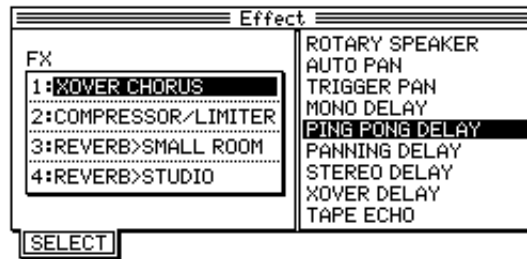 Effect
FX
1:XOVER CHORUS
2:COMPRESSOR/LIMITER
3:REVERB>SMALL ROOM
4:REVERB>STUDIO
ROTARY SPEAKER
AUTO PAN
TRIGGER PAN
MONO DELAY
PING PONG DELAY
PANNING DELAY
STEREO DELAY
XOVER DELAY
TAPE ECHO
SELECT